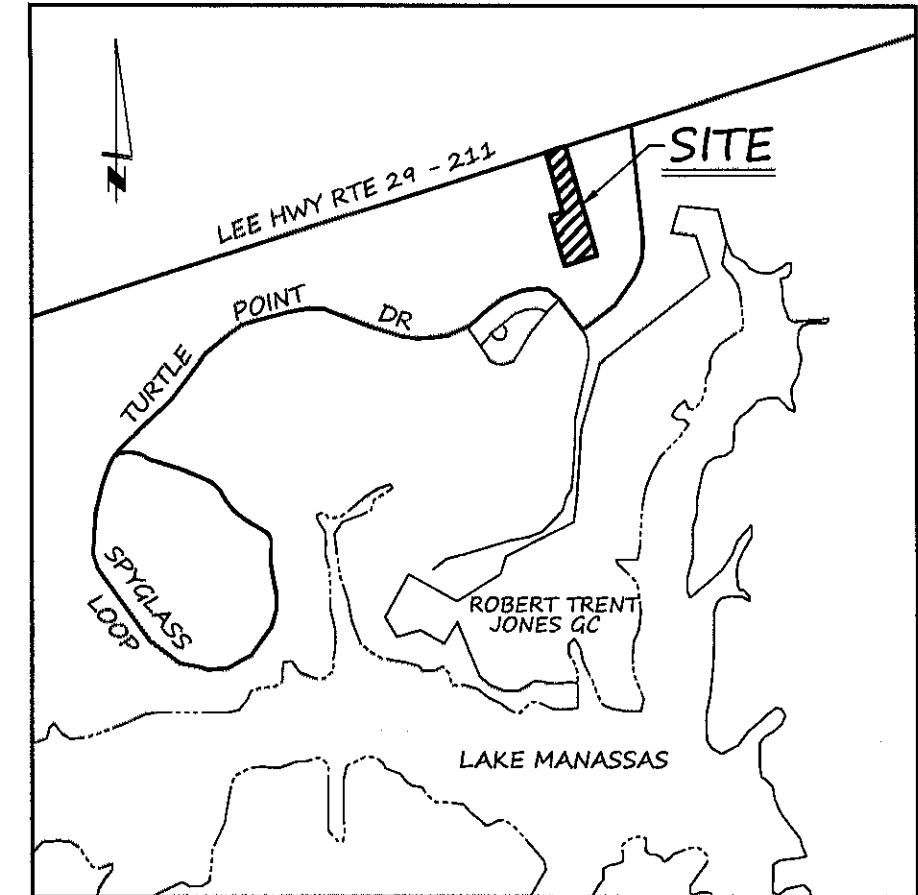 N
SITE
LEE HWY RTE 29 - 211
POINT
DR
TURTLE
SPYGLASS
LOOP
ROBERT TRENT
JONES GC
LAKE MANASSAS